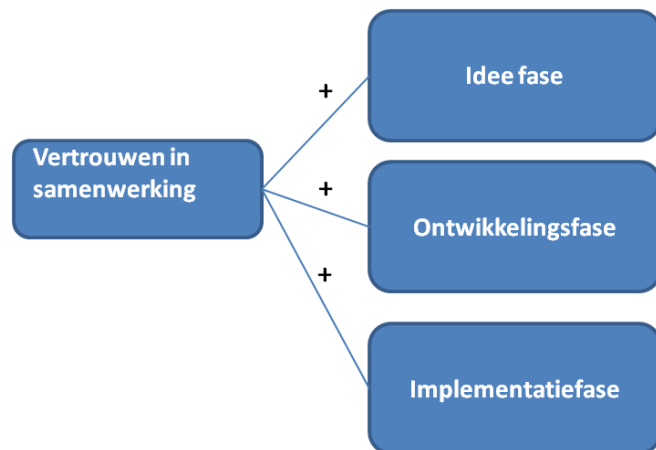 Idee fase
+
Vertrouwen in
samenwerking
+
Ontwikkelingsfase
+
Implementatiefase